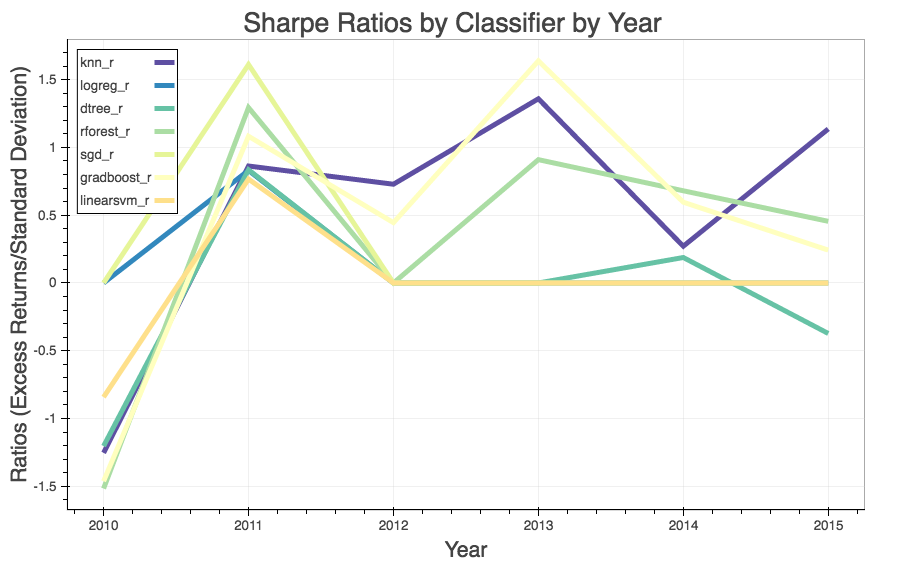 Sharpe Ratios by Classifier by Year
Ratios (Excess Returns/Standard Deviation)
knn_r
logreg_r
dtree_r
rforest_r
sgd_r
gradboost_r
linearsvm_r
1.5
1
0.5
0
-0.5
-1
-1.5
2010 2011 2012 2013 2014 2015
Year